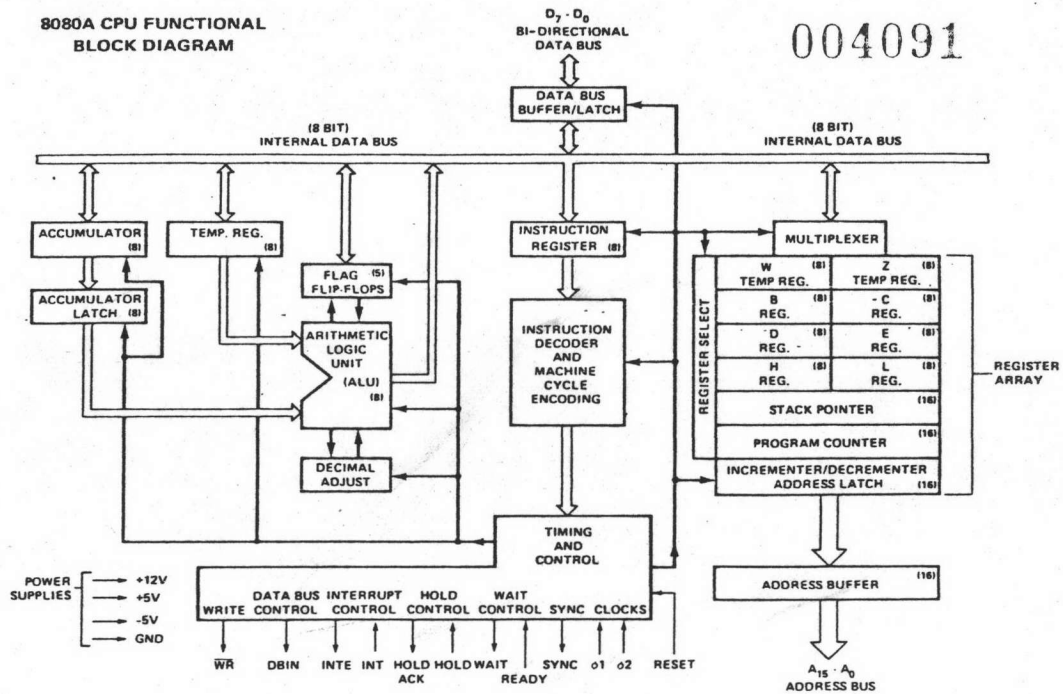 8080A CPU FUNCTIONAL
BLOCK DIAGRAM
D7 - D0
BI-DIRECTIONAL
DATA BUS
004091
DATA BUS
BUFFER/LATCH
(8 BIT)
INTERNAL DATA BUS
(8 BIT)
INTERNAL DATA BUS
ACCUMULATOR
(8)
TEMP. REG.
(8)
INSTRUCTION
REGISTER (8)
MULTIPLEXER
FLAG (5)
FLIP-FLOPS
ACCUMULATOR
LATCH (8)
ARITHMETIC
LOGIC
UNIT
(ALU)
(8)
INSTRUCTION
DECODER
AND
MACHINE
CYCLE
ENCODING
REGISTER SELECT
W (8)
TEMP REG.
Z (8)
TEMP REG.
B (8)
REG.
C (8)
REG.
D (8)
REG.
E (8)
REG.
H (8)
REG.
L (8)
REG.
STACK POINTER (16)
PROGRAM COUNTER (16)
INCREMENTER/DECREMENTER
ADDRESS LATCH (16)
REGISTER
ARRAY
DECIMAL
ADJUST
TIMING
AND
CONTROL
ADDRESS BUFFER (16)
POWER
SUPPLIES
+12V
+5V
-5V
GND
WRITE
DATA BUS
CONTROL
INTERRUPT
CONTROL
HOLD
CONTROL
WAIT
CONTROL
SYNC
CLOCKS
W̅R̅
DBIN
INTE
INT
HOLD
ACK
HOLD
WAIT
READY
SYNC
o1
o2
RESET
A15 - A0
ADDRESS BUS